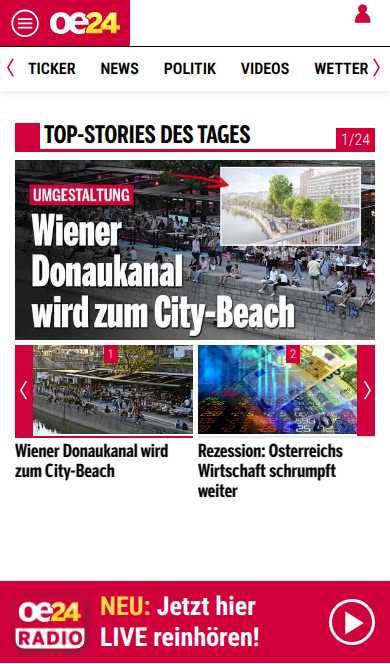 oe24
TICKER NEWS POLITIK VIDEOS WETTER
TOP-STORIES DES TAGES
1/24
UMGESTALTUNG
Wiener
Donaukanal
wird zum City-Beach
1
2
Wiener Donaukanal wird
zum City-Beach
Rezession: Österreichs
Wirtschaft schrumpft
weiter
oe24
RADIO
NEU: Jetzt hier
LIVE reinhören!